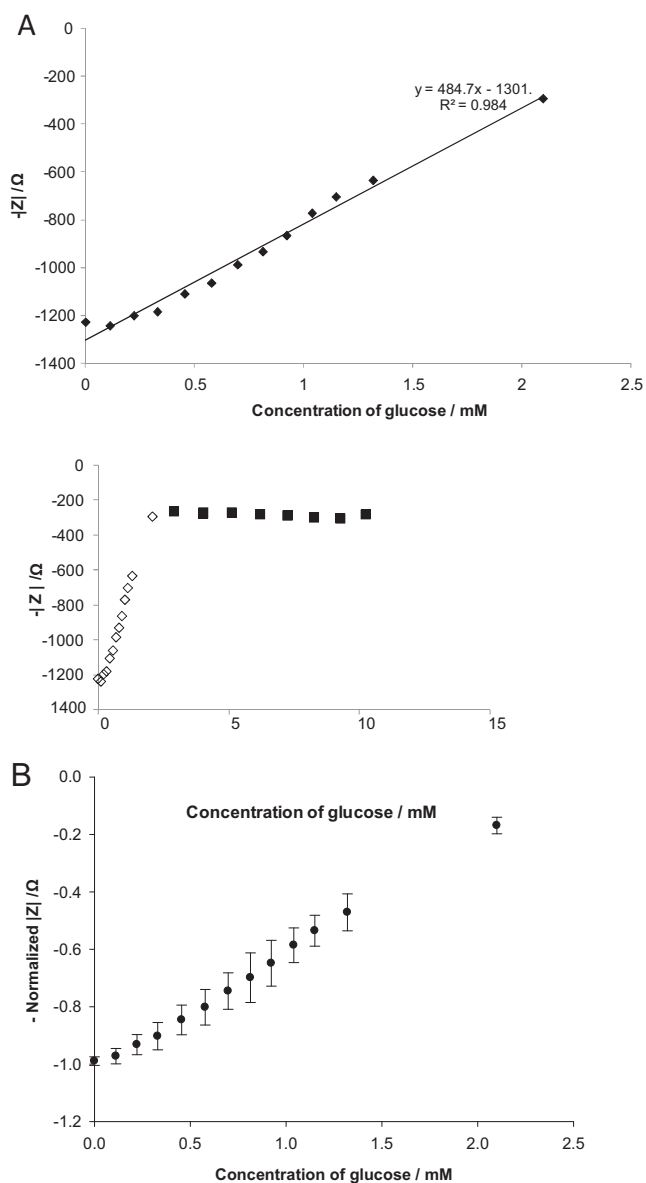 A
0
-200
-400
-600
-800
-1000
-1200
-1400
-|Z| /Ω
y = 484.7x - 1301.
R² = 0.984
0 0.5 1 1.5 2 2.5
Concentration of glucose / mM
0
-200
-400
-600
-800
-1000
-1200
1400
-| Z | /Ω
0 5 10 15
B
Concentration of glucose / mM
0.0
-0.2
-0.4
-0.6
-0.8
-1.0
-1.2
- Normalized |Z| /Ω
0.0 0.5 1.0 1.5 2.0 2.5
Concentration of glucose / mM